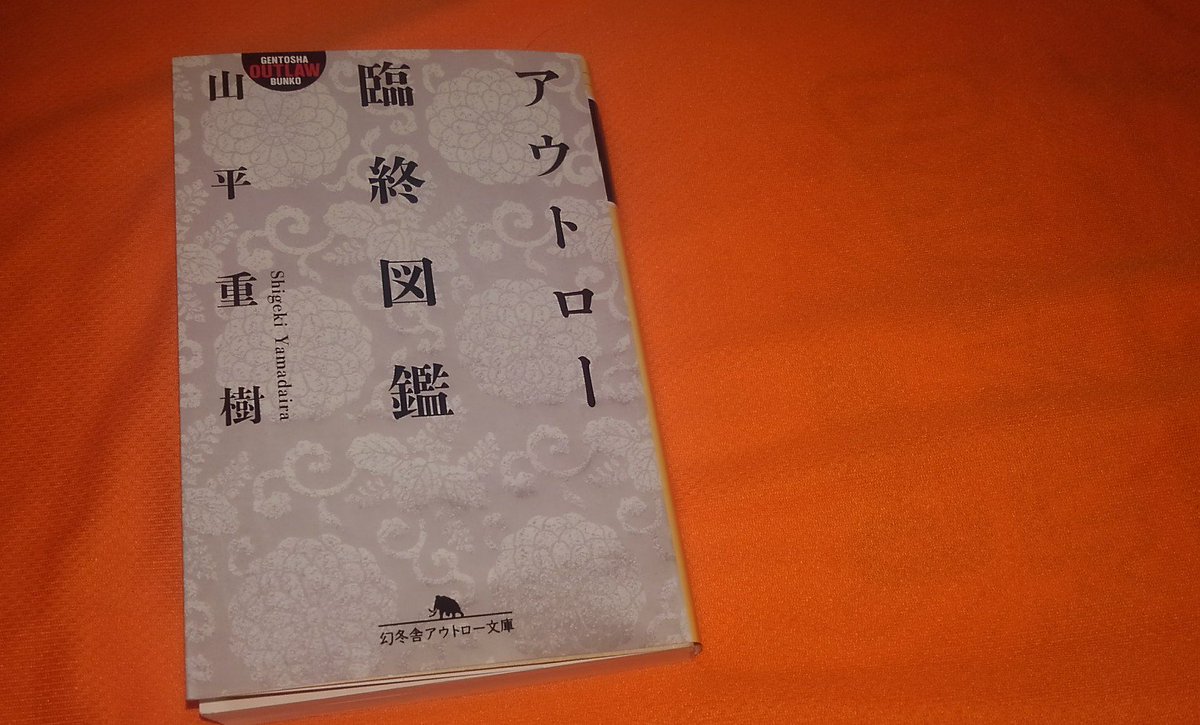 アウトロー
臨終図鑑
山平重樹
Shigeki Yamadaira
GENTOSHA
OUTLAW
BUNKO
幻冬舎アウトロー文庫